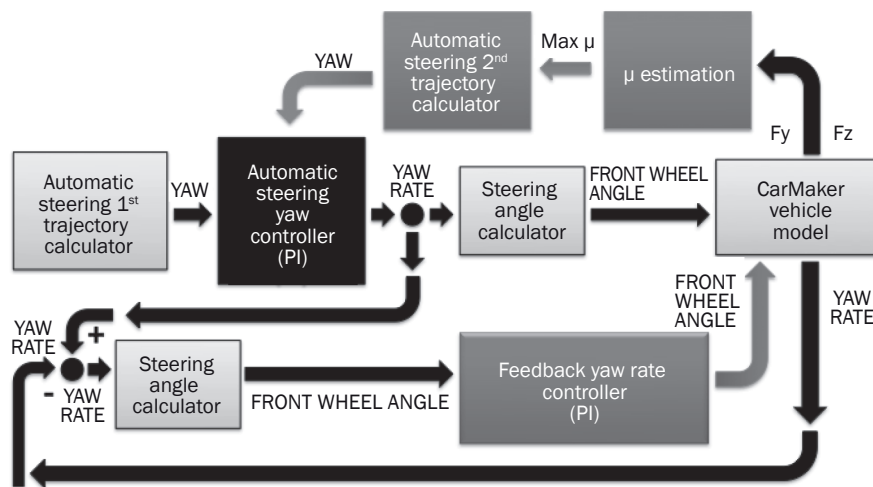 Automatic
steering 2nd
trajectory
calculator
Max µ
µ estimation
YAW
Fy
Fz
Automatic
steering 1st
trajectory
calculator
YAW
Automatic
steering
yaw
controller
(PI)
YAW
RATE
Steering
angle
calculator
FRONT WHEEL
ANGLE
CarMaker
vehicle
model
FRONT
WHEEL
ANGLE
YAW
RATE
YAW
RATE
+
-
YAW
RATE
Steering
angle
calculator
FRONT WHEEL ANGLE
Feedback yaw rate
controller
(PI)